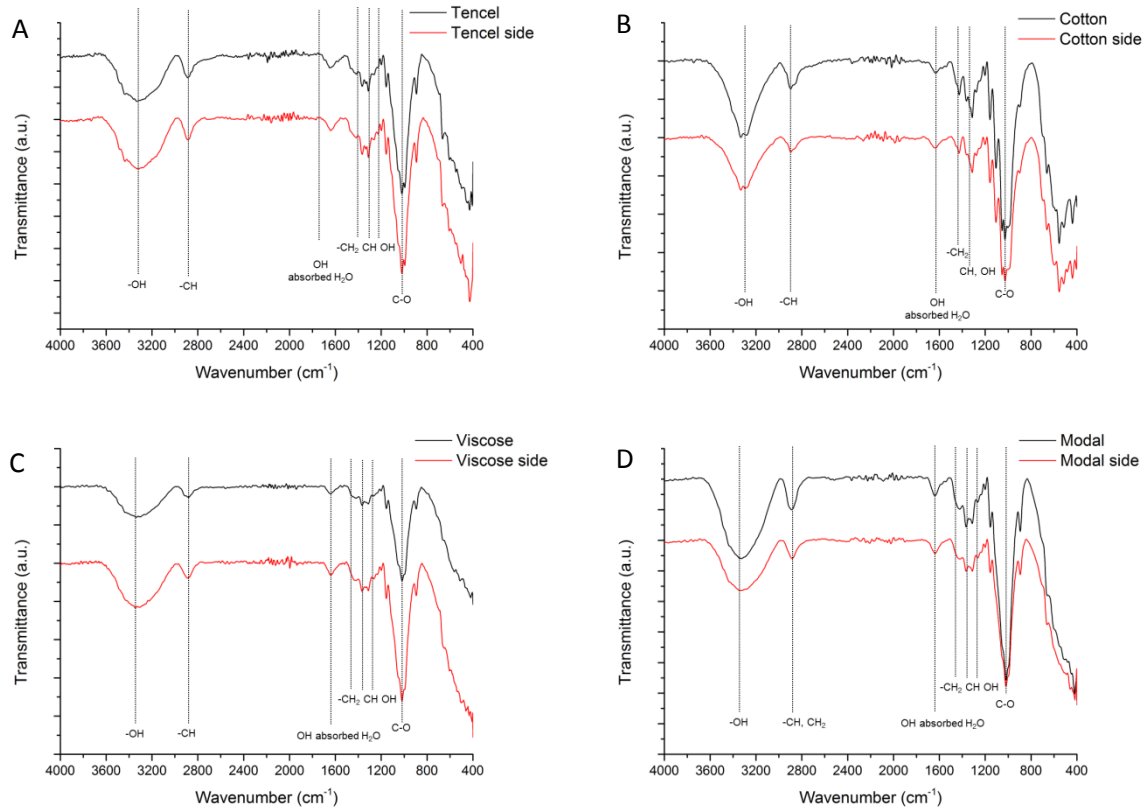 A
Tencel
Tencel side
Transmittance (a.u.)
-CH₂ CH OH
OH
absorbed H₂O
-OH
-CH
C-O
4000 3600 3200 2800 2400 2000 1600 1200 800 400
Wavenumber (cm⁻¹)
B
Cotton
Cotton side
Transmittance (a.u.)
-CH₂
CH, OH
-OH
-CH
OH
absorbed H₂O
C-O
4000 3600 3200 2800 2400 2000 1600 1200 800 400
Wavenumber (cm⁻¹)
C
Viscose
Viscose side
Transmittance (a.u.)
-CH₂ CH OH
-OH
-CH
OH absorbed H₂O
C-O
4000 3600 3200 2800 2400 2000 1600 1200 800 400
Wavenumber (cm⁻¹)
D
Modal
Modal side
Transmittance (a.u.)
-CH₂ CH OH
C-O
-OH
-CH, CH₂
OH absorbed H₂O
4000 3600 3200 2800 2400 2000 1600 1200 800 400
Wavenumber (cm⁻¹)